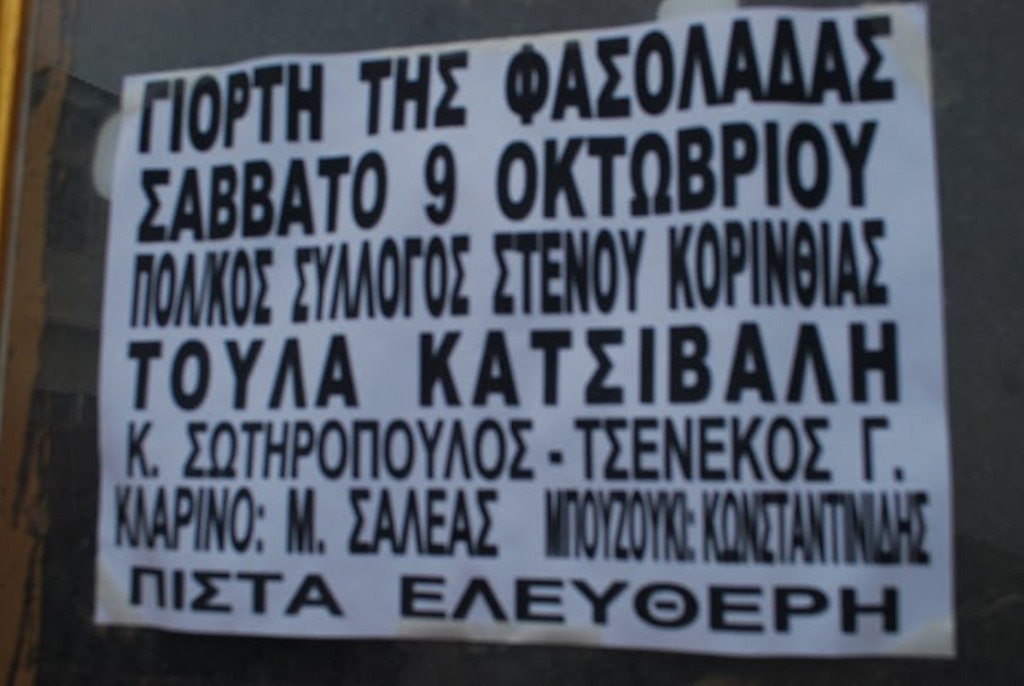 ΓΙΟΡΤΗ ΤΗΣ ΦΑΣΟΛΑΔΑΣ
ΣΑΒΒΑΤΟ 9 ΟΚΤΩΒΡΙΟΥ
ΠΟΛ/ΚΟΣ ΣΥΛΛΟΓΟΣ ΣΤΕΝΟΥ ΚΟΡΙΝΘΙΑΣ
ΤΟΥΛΑ ΚΑΤΣΙΒΑΛΗ
Κ. ΣΩΤΗΡΟΠΟΥΛΟΣ - ΤΣΕΝΕΚΟΣ Γ.
ΚΛΑΡΙΝΟ: Μ. ΣΑΛΕΑΣ ΜΠΟΥΖΟΥΚΙ: ΚΩΝΣΤΑΝΤΙΝΙΔΗΣ
ΠΙΣΤΑ ΕΛΕΥΘΕΡΗ